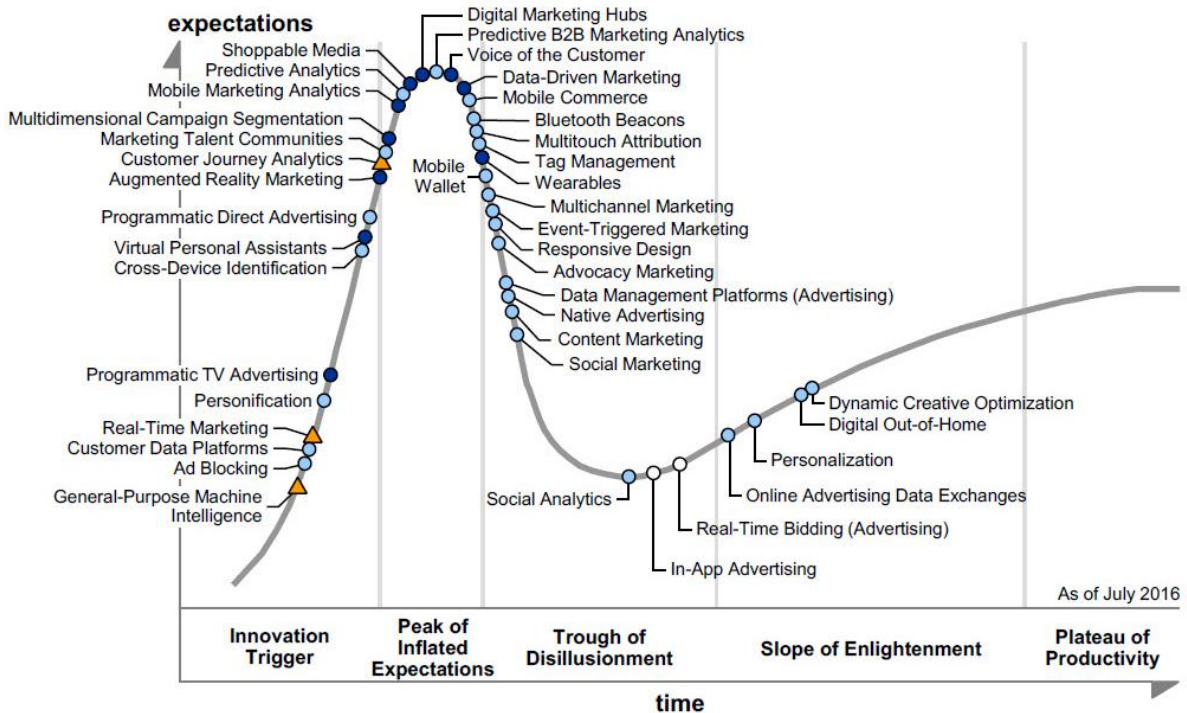 expectations
Digital Marketing Hubs
Predictive B2B Marketing Analytics
Voice of the Customer
Shoppable Media
Predictive Analytics
Mobile Marketing Analytics
Data-Driven Marketing
Mobile Commerce
Multidimensional Campaign Segmentation
Marketing Talent Communities
Customer Journey Analytics
Augmented Reality Marketing
Bluetooth Beacons
Multitouch Attribution
Tag Management
Wearables
Mobile
Wallet
Multichannel Marketing
Event-Triggered Marketing
Responsive Design
Advocacy Marketing
Programmatic Direct Advertising
Virtual Personal Assistants
Cross-Device Identification
Data Management Platforms (Advertising)
Native Advertising
Content Marketing
Social Marketing
Programmatic TV Advertising
Personification
Real-Time Marketing
Customer Data Platforms
Ad Blocking
General-Purpose Machine
Intelligence
Dynamic Creative Optimization
Digital Out-of-Home
Personalization
Online Advertising Data Exchanges
Social Analytics
Real-Time Bidding (Advertising)
In-App Advertising
As of July 2016
Innovation
Trigger
Peak of
Inflated
Expectations
Trough of
Disillusionment
Slope of Enlightenment
Plateau of
Productivity
time